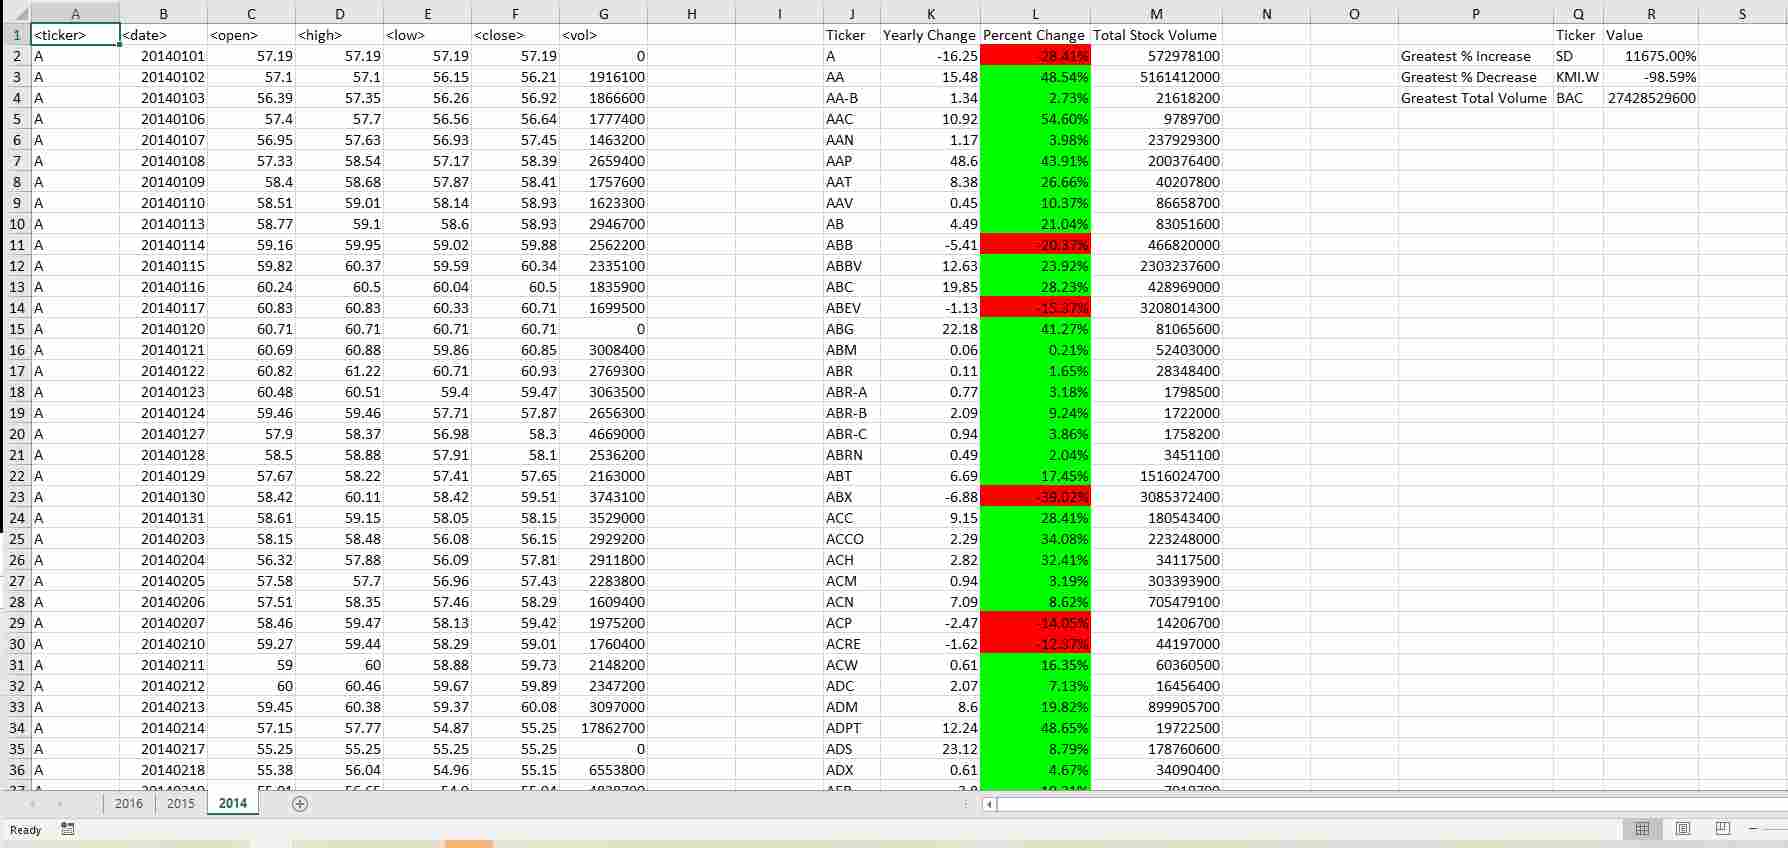 A B C D E F G H I J K L M N O P Q R S
1 <ticker> <date> <open> <high> <low> <close> <vol> Ticker Yearly Change Percent Change Total Stock Volume Ticker Value
2 A 20140101 57.19 57.19 57.19 57.19 0 A -16.25 -28.41% 572978100 Greatest % Increase SD 11675.00%
3 A 20140102 57.1 57.1 56.15 56.21 1916100 AA 15.48 48.54% 5161412000 Greatest % Decrease KMI.W -98.59%
4 A 20140103 56.39 57.35 56.26 56.92 1866600 AA-B 1.34 2.73% 21618200 Greatest Total Volume BAC 27428529600
5 A 20140106 57.4 57.7 56.56 56.64 1777400 AAC 10.92 54.60% 9789700
6 A 20140107 56.95 57.63 56.93 57.45 1463200 AAN 1.17 3.98% 237929300
7 A 20140108 57.33 58.54 57.17 58.39 2659400 AAP 48.6 43.91% 200376400
8 A 20140109 58.4 58.68 57.87 58.41 1757600 AAT 8.38 26.66% 40207800
9 A 20140110 58.51 59.01 58.14 58.93 1623300 AAV 0.45 10.37% 86658700
10 A 20140113 58.77 59.1 58.6 58.93 2946700 AB 4.49 21.04% 83051600
11 A 20140114 59.16 59.95 59.02 59.88 2562200 ABB -5.41 -20.37% 466820000
12 A 20140115 59.82 60.37 59.59 60.34 2335100 ABBV 12.63 23.92% 2303237600
13 A 20140116 60.24 60.5 60.04 60.5 1835900 ABC 19.85 28.23% 428969000
14 A 20140117 60.83 60.83 60.33 60.71 1699500 ABEV -1.13 -15.37% 3208014300
15 A 20140120 60.71 60.71 60.71 60.71 0 ABG 22.18 41.27% 81065600
16 A 20140121 60.69 60.88 59.86 60.85 3008400 ABM 0.06 0.21% 52403000
17 A 20140122 60.82 61.22 60.71 60.93 2769300 ABR 0.11 1.65% 28348400
18 A 20140123 60.48 60.51 59.4 59.47 3063500 ABR-A 0.77 3.18% 1798500
19 A 20140124 59.46 59.46 57.71 57.87 2656300 ABR-B 2.09 9.24% 1722000
20 A 20140127 57.9 58.37 56.98 58.3 4669000 ABR-C 0.94 3.86% 1758200
21 A 20140128 58.5 58.88 57.91 58.1 2536200 ABRN 0.49 2.04% 3451100
22 A 20140129 57.67 58.22 57.41 57.65 2163000 ABT 6.69 17.45% 1516024700
23 A 20140130 58.42 60.11 58.42 59.51 3743100 ABX -6.88 -39.02% 3085372400
24 A 20140131 58.61 59.15 58.05 58.15 3529000 ACC 9.15 28.41% 180543400
25 A 20140203 58.15 58.48 56.08 56.15 2929200 ACCO 2.29 34.08% 223248000
26 A 20140204 56.32 57.88 56.09 57.81 2911800 ACH 2.82 32.41% 34117500
27 A 20140205 57.58 57.7 56.96 57.43 2283800 ACM 0.94 3.19% 303393900
28 A 20140206 57.51 58.35 57.46 58.29 1609400 ACN 7.09 8.62% 705479100
29 A 20140207 58.46 59.47 58.13 59.42 1975200 ACP -2.47 -14.05% 14206700
30 A 20140210 59.27 59.44 58.29 59.01 1760400 ACRE -1.62 -12.37% 44197000
31 A 20140211 59 60 58.88 59.73 2148200 ACW 0.61 16.35% 60360500
32 A 20140212 60 60.46 59.67 59.89 2347200 ADC 2.07 7.13% 16456400
33 A 20140213 59.45 60.38 59.37 60.08 3097000 ADM 8.6 19.82% 899905700
34 A 20140214 57.15 57.77 54.87 55.25 17862700 ADPT 12.24 48.65% 19722500
35 A 20140217 55.25 55.25 55.25 55.25 0 ADS 23.12 8.79% 178760600
36 A 20140218 55.38 56.04 54.96 55.15 6553800 ADX 0.61 4.67% 34090400
2016 2015 2014
Ready